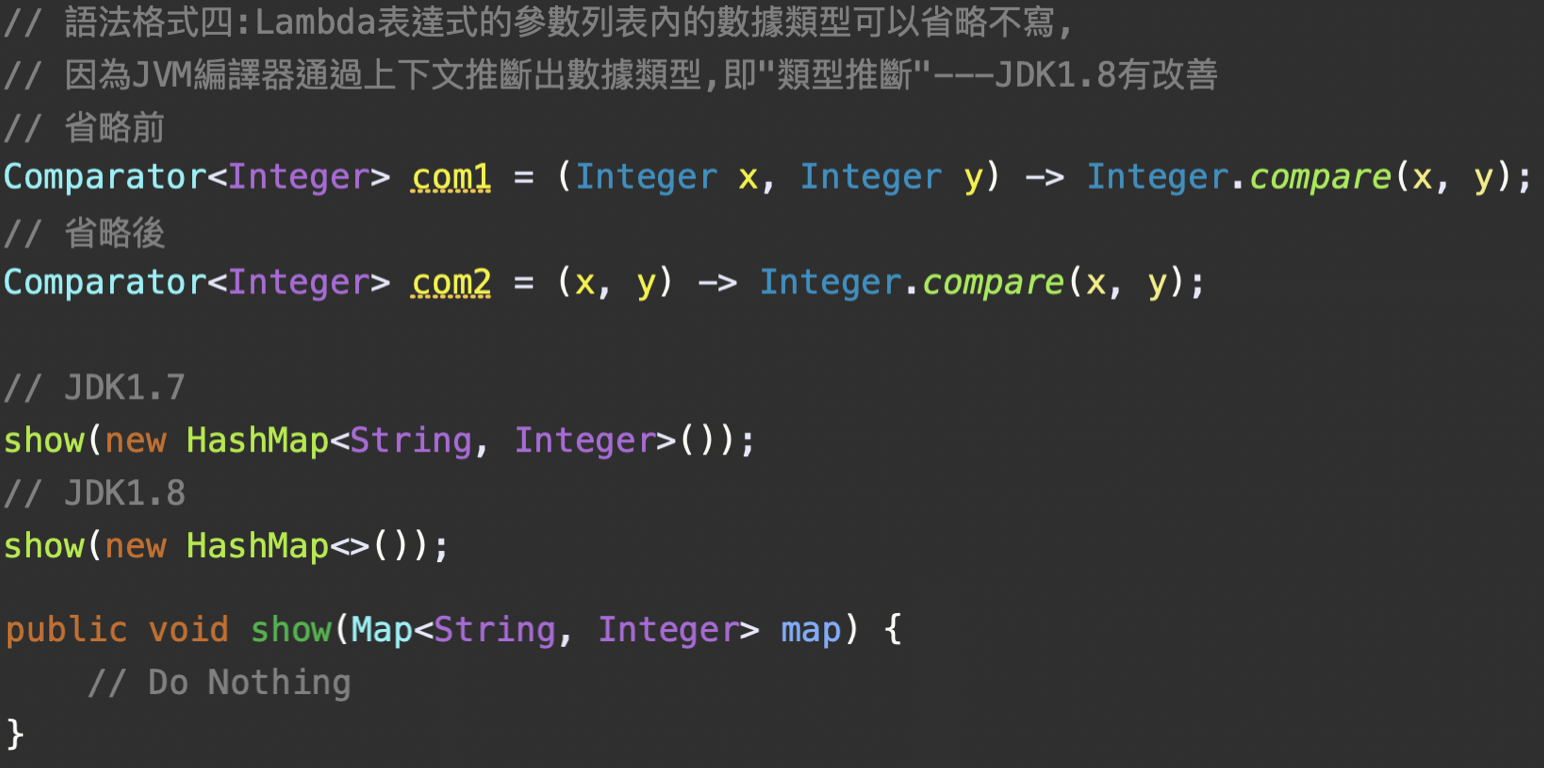 // 語法格式四:Lambda表達式的參數列表內的數據類型可以省略不寫,
// 因為JVM編譯器通過上下文推斷出數據類型,即"類型推斷"---JDK1.8有改善
// 省略前
Comparator<Integer> com1 = (Integer x, Integer y) -> Integer.compare(x, y);
// 省略後
Comparator<Integer> com2 = (x, y) -> Integer.compare(x, y);
// JDK1.7
show(new HashMap<String, Integer>());
// JDK1.8
show(new HashMap<>());
public void show(Map<String, Integer> map) {
    // Do Nothing
}